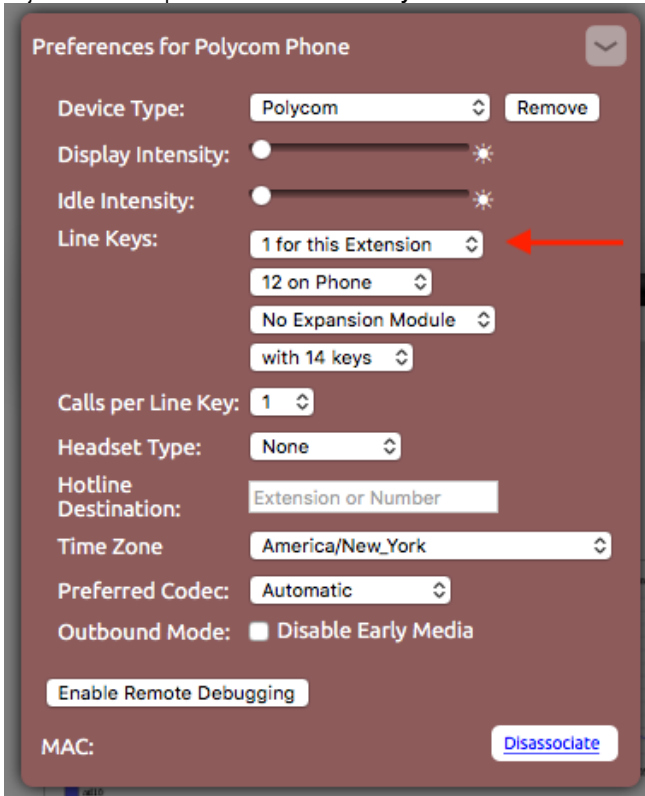 Preferences for Polycom Phone
Device Type: Polycom Remove
Display Intensity:
Idle Intensity:
Line Keys: 1 for this Extension
12 on Phone
No Expansion Module
with 14 keys
Calls per Line Key: 1
Headset Type: None
Hotline
Destination: Extension or Number
Time Zone America/New_York
Preferred Codec: Automatic
Outbound Mode: Disable Early Media
Enable Remote Debugging
MAC: Disassociate